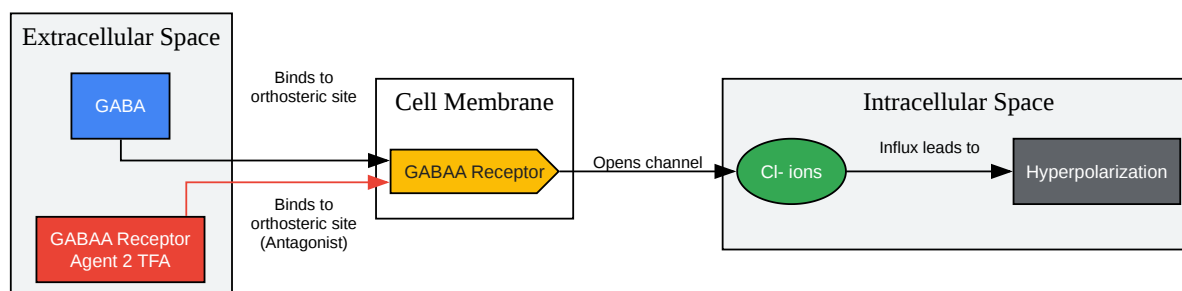 Extracellular Space
GABA
Binds to
orthosteric site
Cell Membrane
GABAA Receptor
Binds to
orthosteric site
(Antagonist)
GABAA Receptor
Agent 2 TFA
Opens channel
Intracellular Space
Cl- ions
Influx leads to
Hyperpolarization